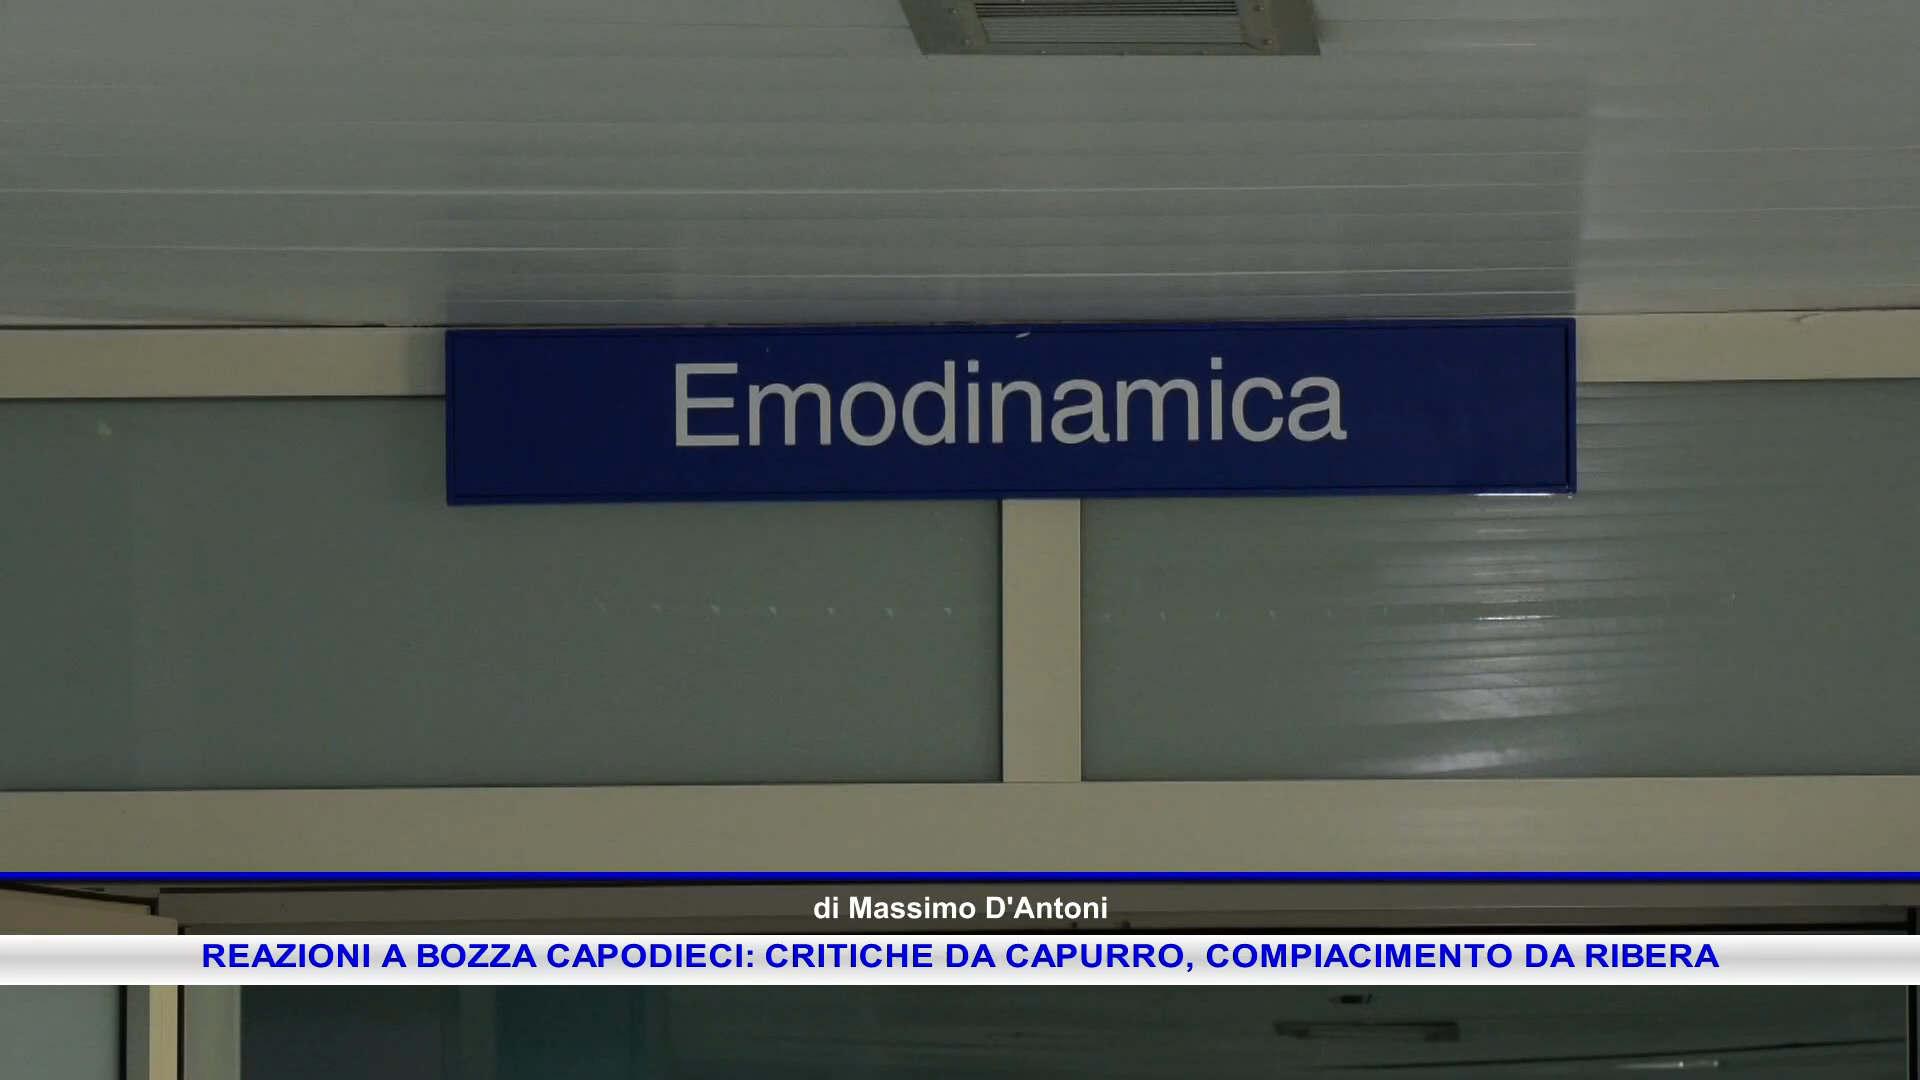 Emodinamica
di Massimo D'Antoni
REAZIONI A BOZZA CAPODIECI: CRITICHE DA CAPURRO, COMPIACIMENTO DA RIBERA